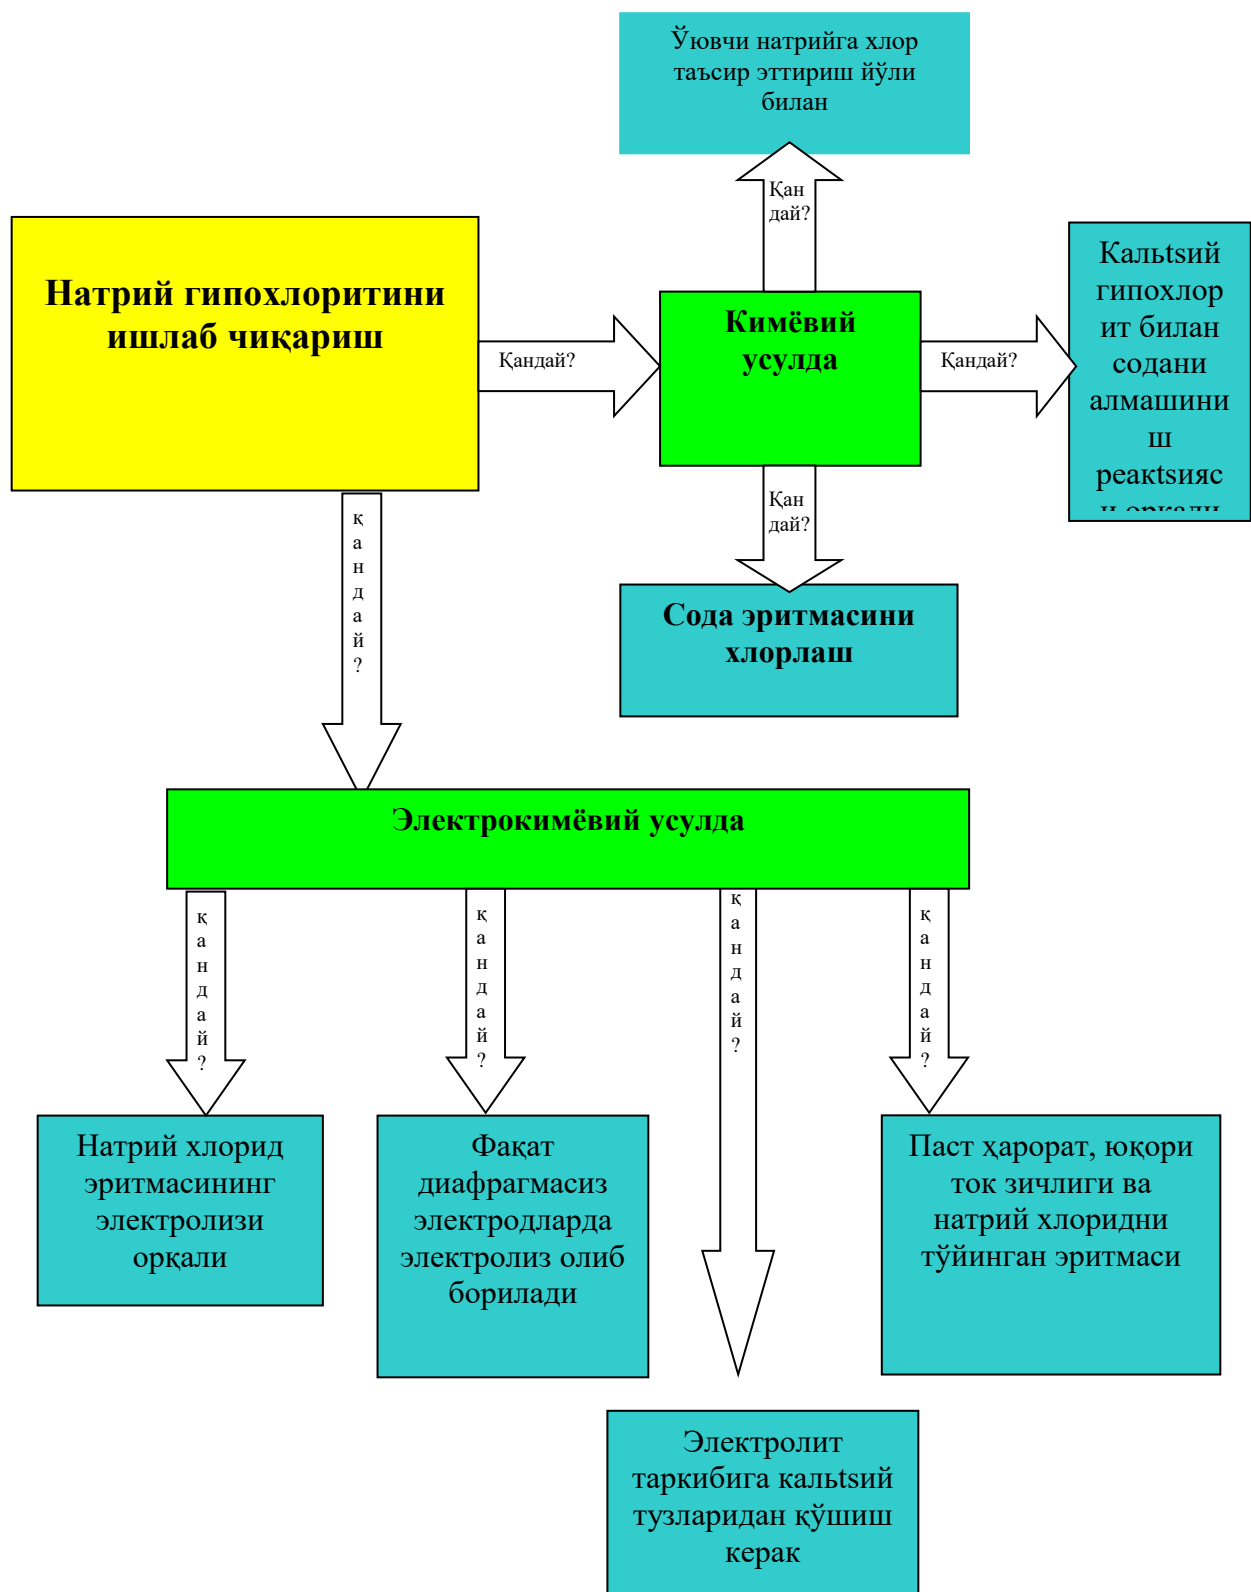 Ўювчи натрийга хлор
таъсир эттириш йўли
билан
Қан
дай?
Натрий гипохлоритини
ишлаб чиқариш
Қандай?
Кимёвий
усулда
Қандай?
Кальtsий
гипохлор
ит билан
содани
алмашини
ш
реакtsияс
и орқали
Қан
дай?
Сода эритмасини
хлорлаш
қ
а
н
д
а
й
?
Электрокимёвий усулда
қ
а
н
д
а
й
?
қ
а
н
д
а
й
?
қ
а
н
д
а
й
?
қ
а
н
д
а
й
?
Натрий хлорид
эритмасининг
электролизи
орқали
Фақат
диафрагмасиз
электродларда
электролиз олиб
борилади
Паст ҳарорат, юқори
ток зичлиги ва
натрий хлоридни
тўйинган эритмаси
Электролит
таркибига кальtsий
тузларидан қўшиш
керак